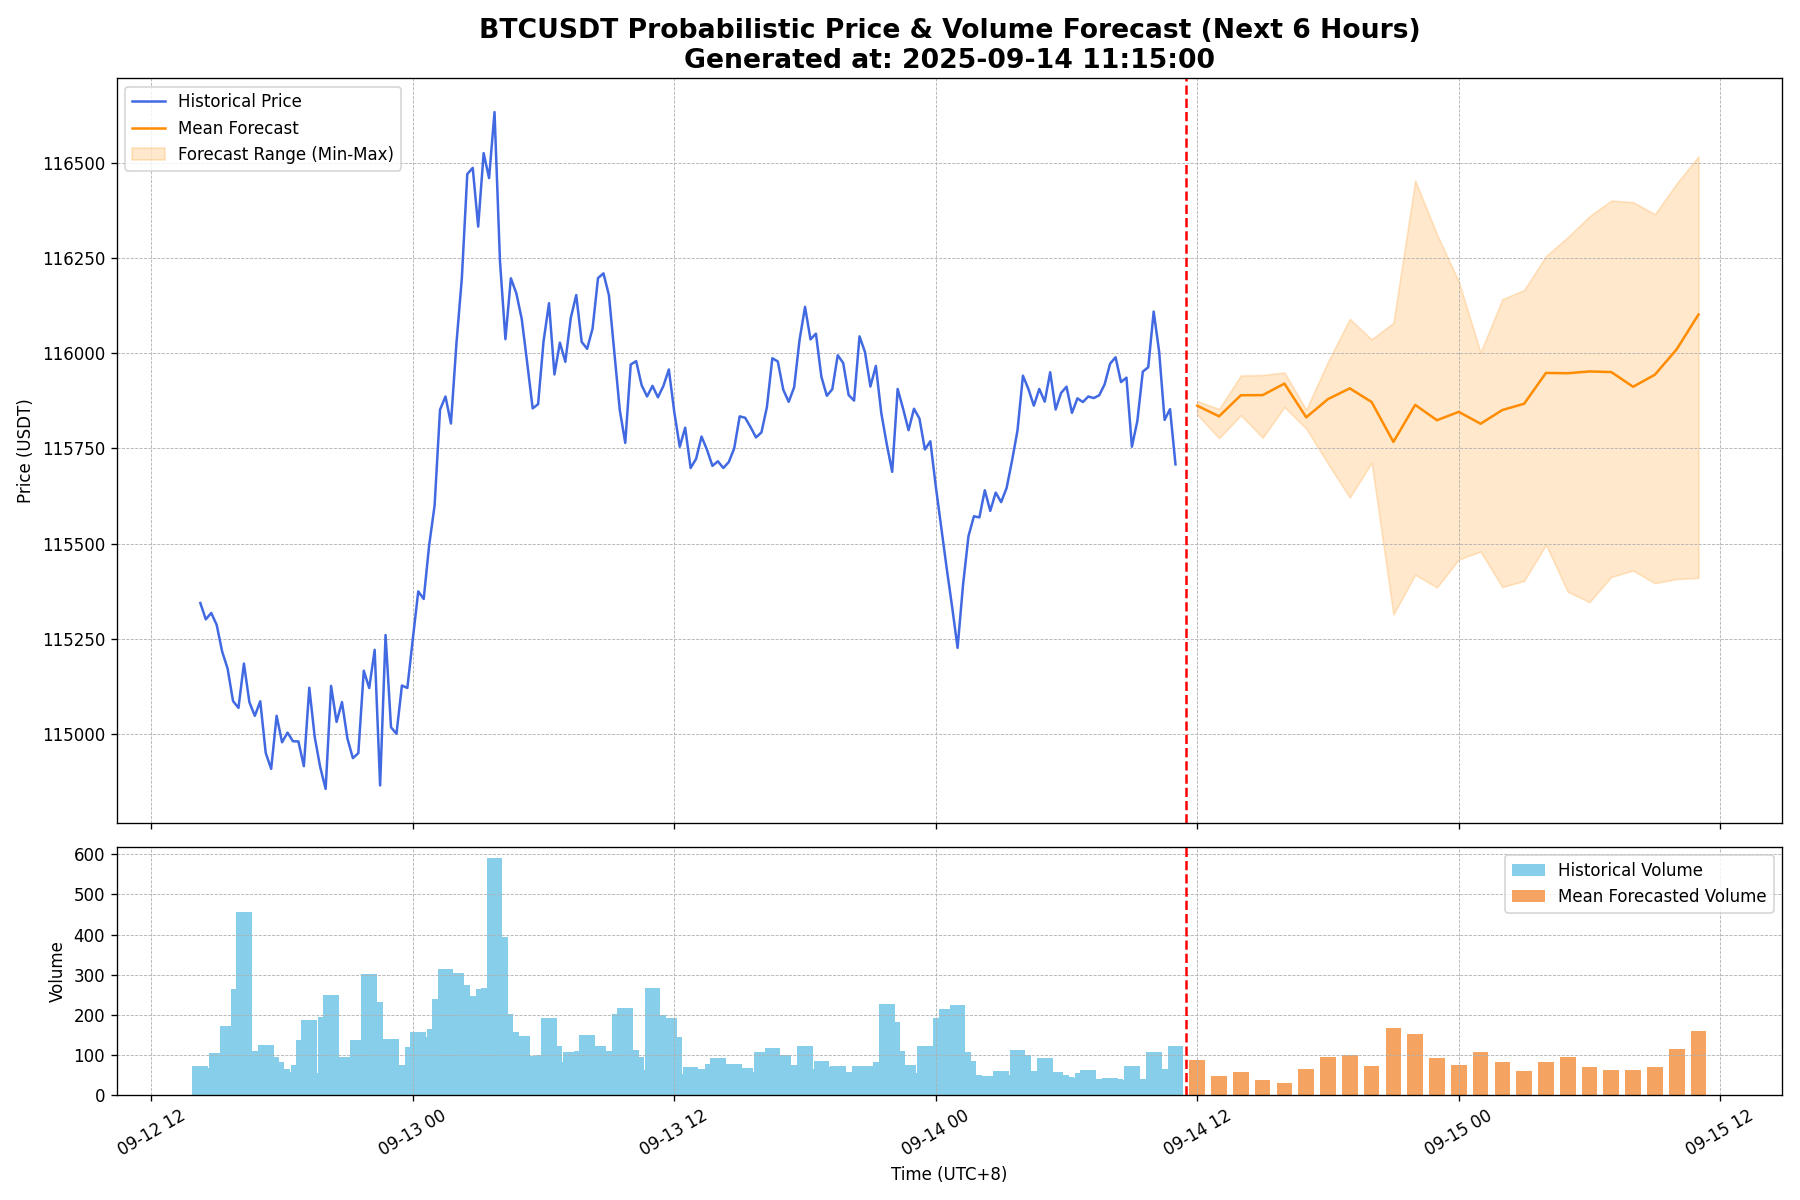 BTCUSDT Probabilistic Price & Volume Forecast (Next 6 Hours)
Generated at: 2025-09-14 11:15:00
Historical Price
Mean Forecast
Forecast Range (Min-Max)
116500
116250
116000
115750
115500
115250
115000
Price (USDT)
Historical Volume
Mean Forecasted Volume
600
500
400
300
200
100
0
Volume
09-12 12
09-13 00
09-13 12
09-14 00
09-14 12
09-15 00
09-15 12
Time (UTC+8)